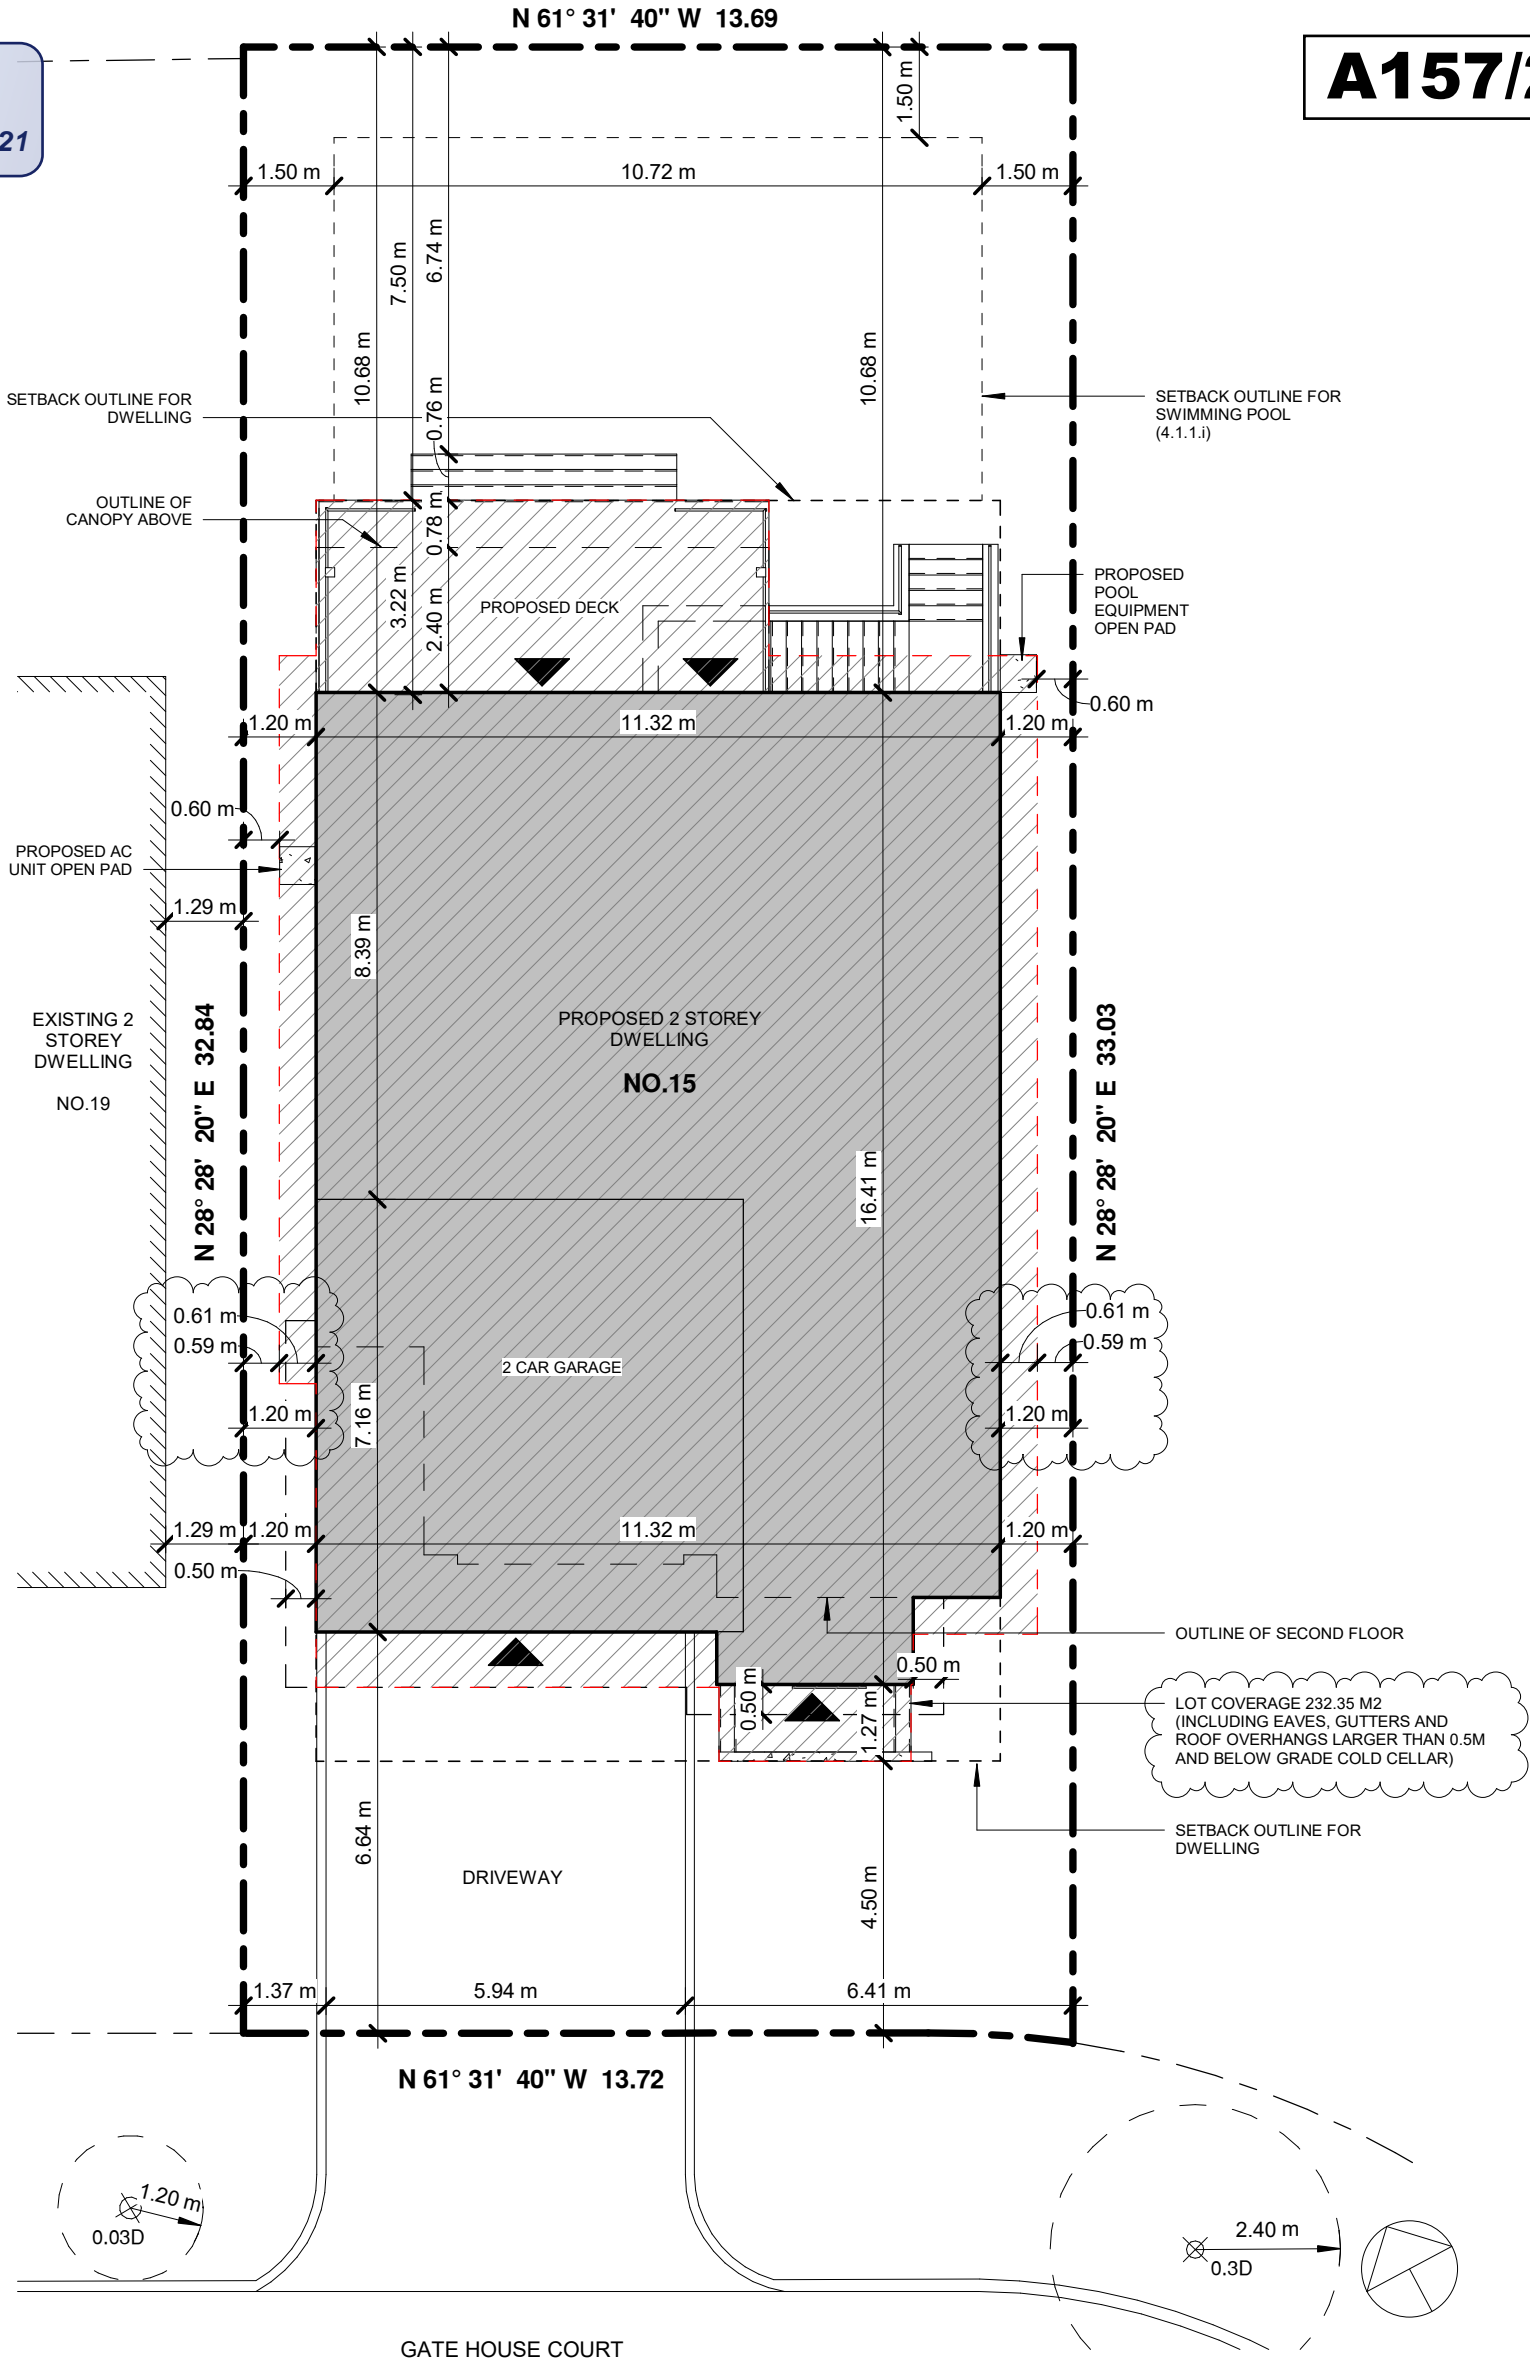 N 61° 31' 40" W 13.69
21
A157/
1.50 m
1.50 m
10.72 m
1.50 m
7.50 m
6.74 m
10.68 m
10.68 m
0.76 m
SETBACK OUTLINE FOR
DWELLING
SETBACK OUTLINE FOR
SWIMMING POOL
(4.1.1.i)
OUTLINE OF
CANOPY ABOVE
0.78 m
3.22 m
2.40 m
PROPOSED DECK
PROPOSED
POOL
EQUIPMENT
OPEN PAD
0.60 m
1.20 m
11.32 m
1.20 m
0.60 m
PROPOSED AC
UNIT OPEN PAD
1.29 m
8.39 m
EXISTING 2
STOREY
DWELLING
NO.19
N 28° 28' 20" E 32.84
PROPOSED 2 STOREY
DWELLING
NO.15
N 28° 28' 20" E 33.03
16.41 m
0.61 m
0.59 m
1.20 m
7.16 m
2 CAR GARAGE
0.61 m
0.59 m
1.20 m
1.29 m
1.20 m
11.32 m
1.20 m
0.50 m
OUTLINE OF SECOND FLOOR
0.50 m
0.50 m
1.27 m
LOT COVERAGE 232.35 M2
(INCLUDING EAVES, GUTTERS AND
ROOF OVERHANGS LARGER THAN 0.5M
AND BELOW GRADE COLD CELLAR)
SETBACK OUTLINE FOR
DWELLING
6.64 m
DRIVEWAY
4.50 m
1.37 m
5.94 m
6.41 m
N 61° 31' 40" W 13.72
1.20 m
0.03D
2.40 m
0.3D
GATE HOUSE COURT